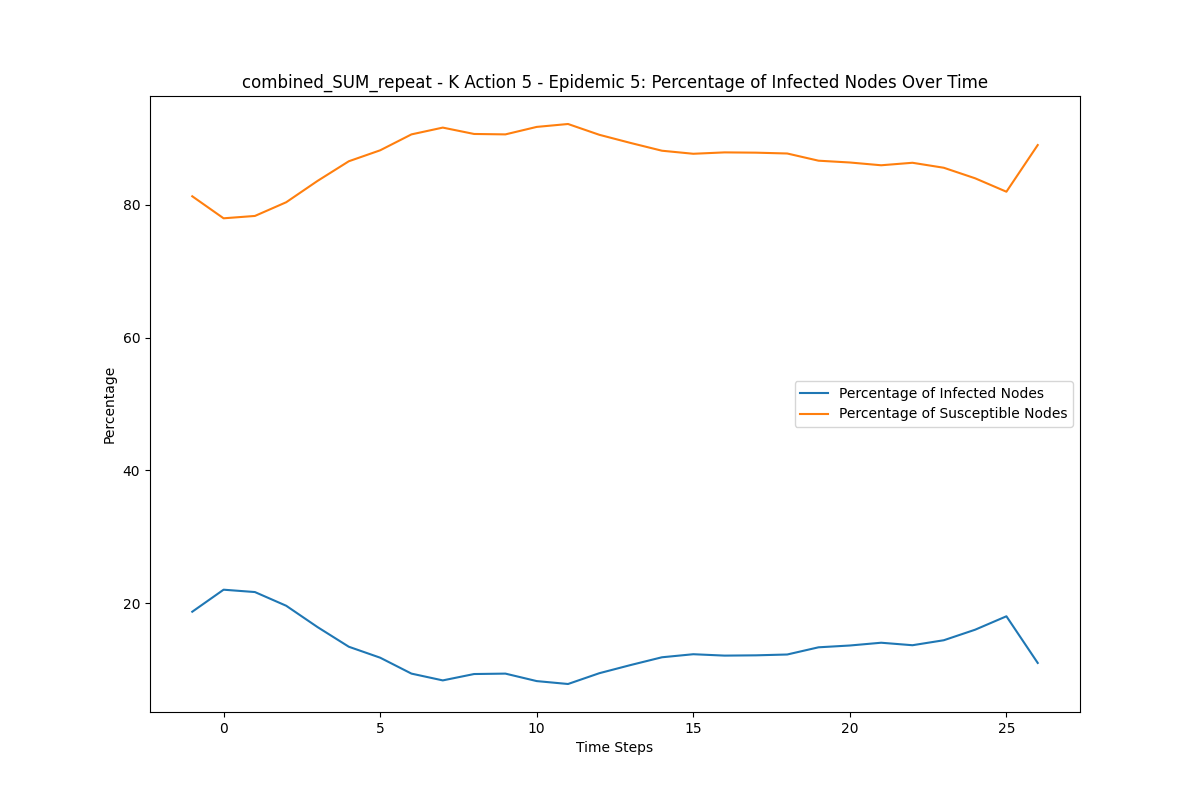 combined_SUM_repeat - K Action 5 - Epidemic 5: Percentage of Infected Nodes Over Time
80
60
40
20
Percentage
Percentage of Infected Nodes
Percentage of Susceptible Nodes
0 5 10 15 20 25
Time Steps